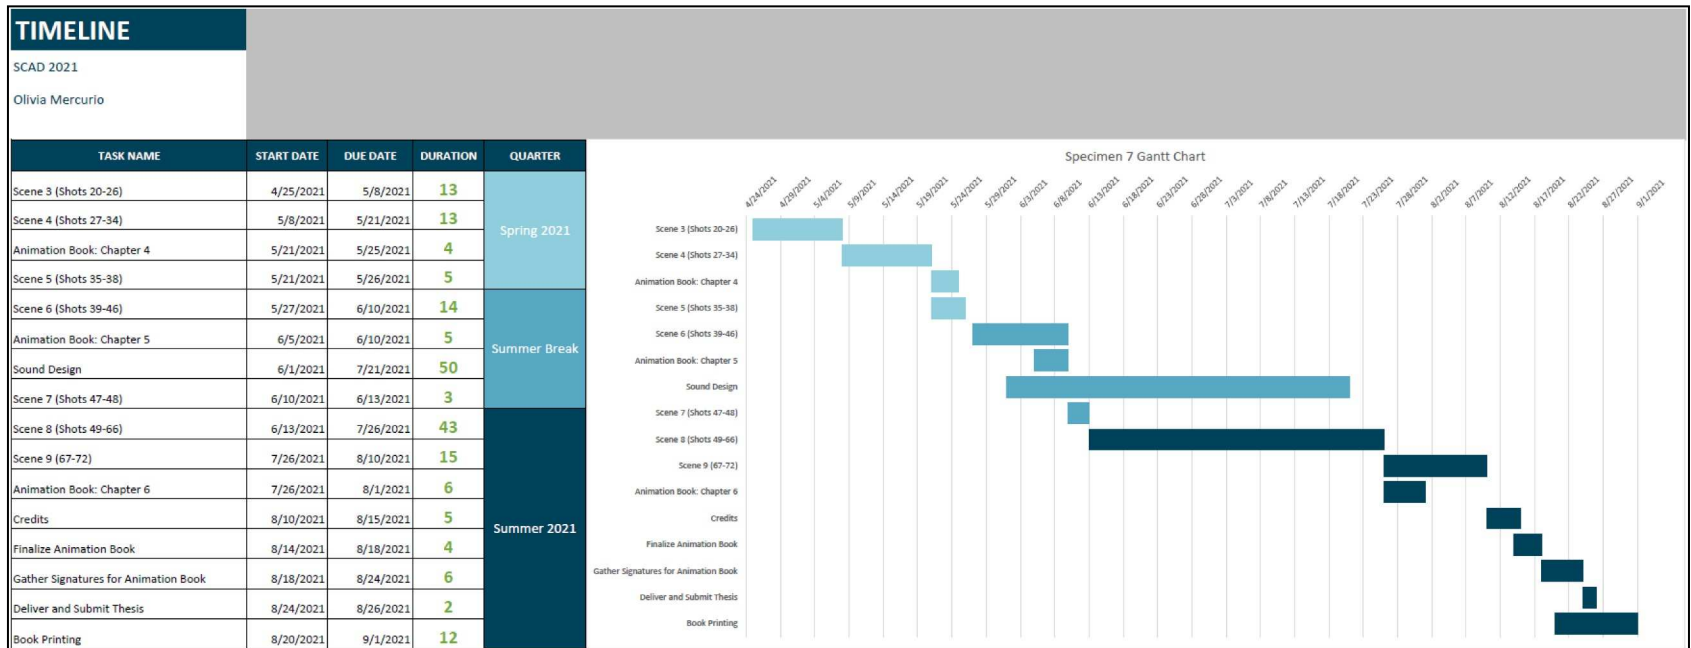 TIMELINE
SCAD 2021
Olivia Mercurio
TASK NAME START DATE DUE DATE DURATION QUARTER
Scene 3 (Shots 20-26) 4/25/2021 5/8/2021 13
Scene 4 (Shots 27-34) 5/8/2021 5/21/2021 13
Spring 2021
Animation Book: Chapter 4 5/21/2021 5/25/2021 4
Scene 5 (Shots 35-38) 5/21/2021 5/26/2021 5
Scene 6 (Shots 39-46) 5/27/2021 6/10/2021 14
Animation Book: Chapter 5 6/5/2021 6/10/2021 5
Summer Break
Sound Design 6/1/2021 7/21/2021 50
Scene 7 (Shots 47-48) 6/10/2021 6/13/2021 3
Scene 8 (Shots 49-66) 6/13/2021 7/26/2021 43
Scene 9 (67-72) 7/26/2021 8/10/2021 15
Animation Book: Chapter 6 7/26/2021 8/1/2021 6
Credits 8/10/2021 8/15/2021 5
Summer 2021
Finalize Animation Book 8/14/2021 8/18/2021 4
Gather Signatures for Animation Book 8/18/2021 8/24/2021 6
Deliver and Submit Thesis 8/24/2021 8/26/2021 2
Book Printing 8/20/2021 9/1/2021 12
Specimen 7 Gantt Chart
4/24/2021 4/29/2021 5/4/2021 5/9/2021 5/14/2021 5/19/2021 5/24/2021 5/29/2021 6/3/2021 6/8/2021 6/13/2021 6/18/2021 6/23/2021 6/28/2021 7/3/2021 7/8/2021 7/13/2021 7/18/2021 7/23/2021 7/28/2021 8/2/2021 8/7/2021 8/12/2021 8/17/2021 8/22/2021 8/27/2021 9/1/2021
Scene 3 (Shots 20-26)
Scene 4 (Shots 27-34)
Animation Book: Chapter 4
Scene 5 (Shots 35-38)
Scene 6 (Shots 39-46)
Animation Book: Chapter 5
Sound Design
Scene 7 (Shots 47-48)
Scene 8 (Shots 49-66)
Scene 9 (67-72)
Animation Book: Chapter 6
Credits
Finalize Animation Book
Gather Signatures for Animation Book
Deliver and Submit Thesis
Book Printing